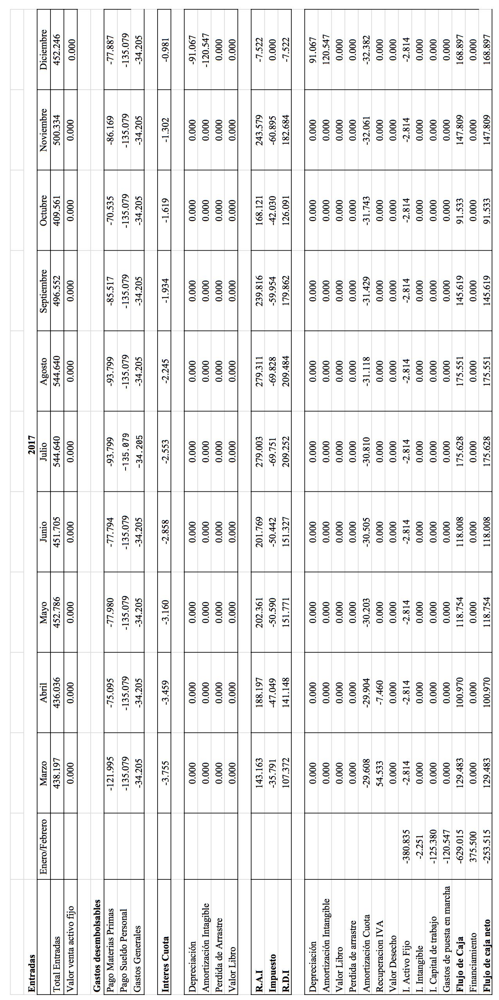 2017
Entradas Enero/Febrero Marzo Abril Mayo Junio Julio Agosto Septiembre Octubre Noviembre Diciembre
Total Entradas 438.197 436.036 452.786 451.705 544.640 544.640 496.552 409.561 500.334 452.246
Valor venta activo fijo 0.000 0.000 0.000 0.000 0.000 0.000 0.000 0.000 0.000 0.000
Gastos desembolsables
Pago Materias Primas -121.995 -75.095 -77.980 -77.794 -93.799 -93.799 -85.517 -70.535 -86.169 -77.887
Pago Sueldo Personal -135.079 -135.079 -135.079 -135.079 -135.079 -135.079 -135.079 -135.079 -135.079 -135.079
Gastos Generales -34.205 -34.205 -34.205 -34.205 -34.205 -34.205 -34.205 -34.205 -34.205 -34.205
Interes Cuota -3.755 -3.459 -3.160 -2.858 -2.553 -2.245 -1.934 -1.619 -1.302 -0.981
Depreciación 0.000 0.000 0.000 0.000 0.000 0.000 0.000 0.000 0.000 -91.067
Amortización Intagible 0.000 0.000 0.000 0.000 0.000 0.000 0.000 0.000 0.000 -120.547
Perdida de Arrastre 0.000 0.000 0.000 0.000 0.000 0.000 0.000 0.000 0.000 0.000
Valor Libro 0.000 0.000 0.000 0.000 0.000 0.000 0.000 0.000 0.000 0.000
R.A.I 143.163 188.197 202.361 201.769 279.003 279.311 239.816 168.121 243.579 -7.522
Impuesto -35.791 -47.049 -50.590 -50.442 -69.751 -69.828 -59.954 -42.030 -60.895 0.000
R.D.I 107.372 141.148 151.771 151.327 209.252 209.484 179.862 126.091 182.684 -7.522
Depreciación 0.000 0.000 0.000 0.000 0.000 0.000 0.000 0.000 0.000 91.067
Amortización Intangible 0.000 0.000 0.000 0.000 0.000 0.000 0.000 0.000 0.000 120.547
Valor Libro 0.000 0.000 0.000 0.000 0.000 0.000 0.000 0.000 0.000 0.000
Perdida de arrastre 0.000 0.000 0.000 0.000 0.000 0.000 0.000 0.000 0.000 0.000
Amortización Cuota -29.608 -29.904 -30.203 -30.505 -30.810 -31.118 -31.429 -31.743 -32.061 -32.382
Recuperacion IVA 54.533 -7.460 0.000 0.000 0.000 0.000 0.000 0.000 0.000 0.000
Valor Desecho 0.000 0.000 0.000 0.000 0.000 0.000 0.000 0.000 0.000 0.000
I. Activo Fijo -380.835 -2.814 -2.814 -2.814 -2.814 -2.814 -2.814 -2.814 -2.814 -2.814 -2.814
I. Intangible -2.251 0.000 0.000 0.000 0.000 0.000 0.000 0.000 0.000 0.000 0.000
I. Capital de trabajo -125.380 0.000 0.000 0.000 0.000 0.000 0.000 0.000 0.000 0.000 0.000
Gastos de puesta en marcha -120.547 0.000 0.000 0.000 0.000 0.000 0.000 0.000 0.000 0.000 0.000
Flujo de Caja -629.015 129.483 100.970 118.754 118.008 175.628 175.551 145.619 91.533 147.809 168.897
Financiamiento 375.500 0.000 0.000 0.000 0.000 0.000 0.000 0.000 0.000 0.000 0.000
Flujo de caja neto -253.515 129.483 100.970 118.754 118.008 175.628 175.551 145.619 91.533 147.809 168.897